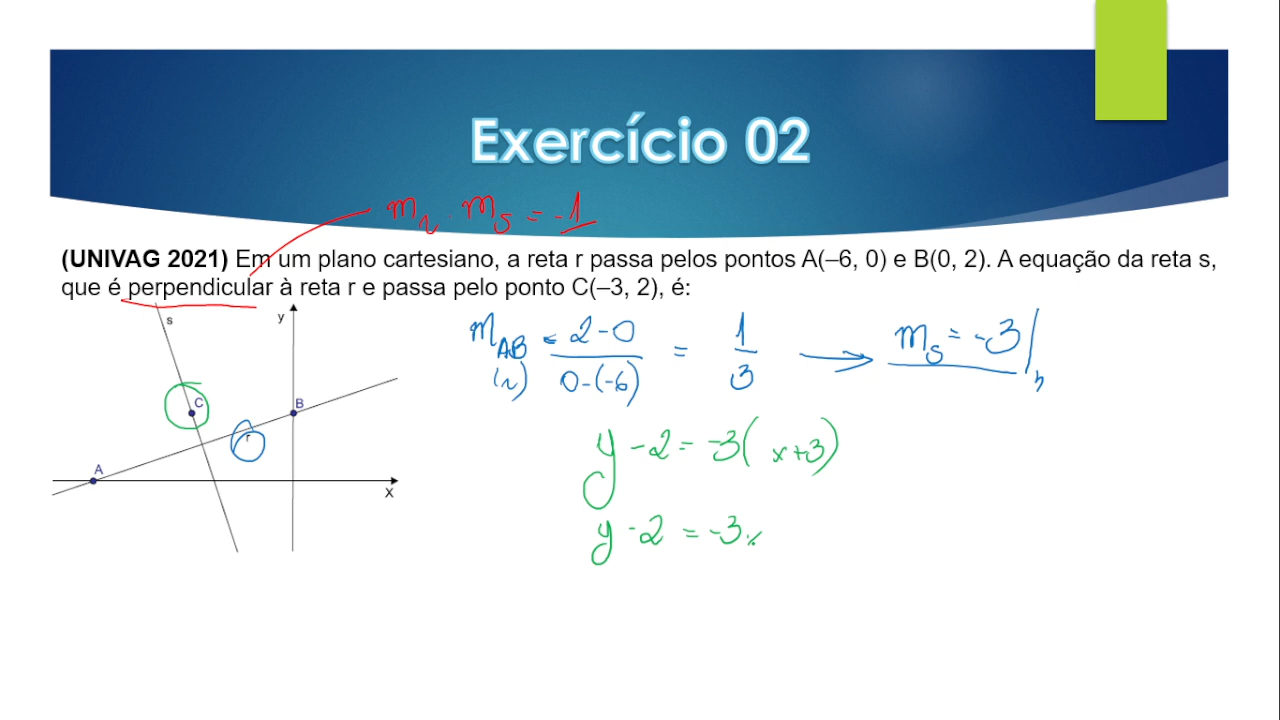 Exercício 02
m_r . m_s = -1
(UNIVAG 2021) Em um plano cartesiano, a reta r passa pelos pontos A(–6, 0) e B(0, 2). A equação da reta s,
que é perpendicular à reta r e passa pelo ponto C(–3, 2), é:
s
y
C
B
r
A
x
m_AB (r) = 2-0 / 0-(-6) = 1/3 → m_s = -3
y - 2 = -3(x+3)
y - 2 = -3x